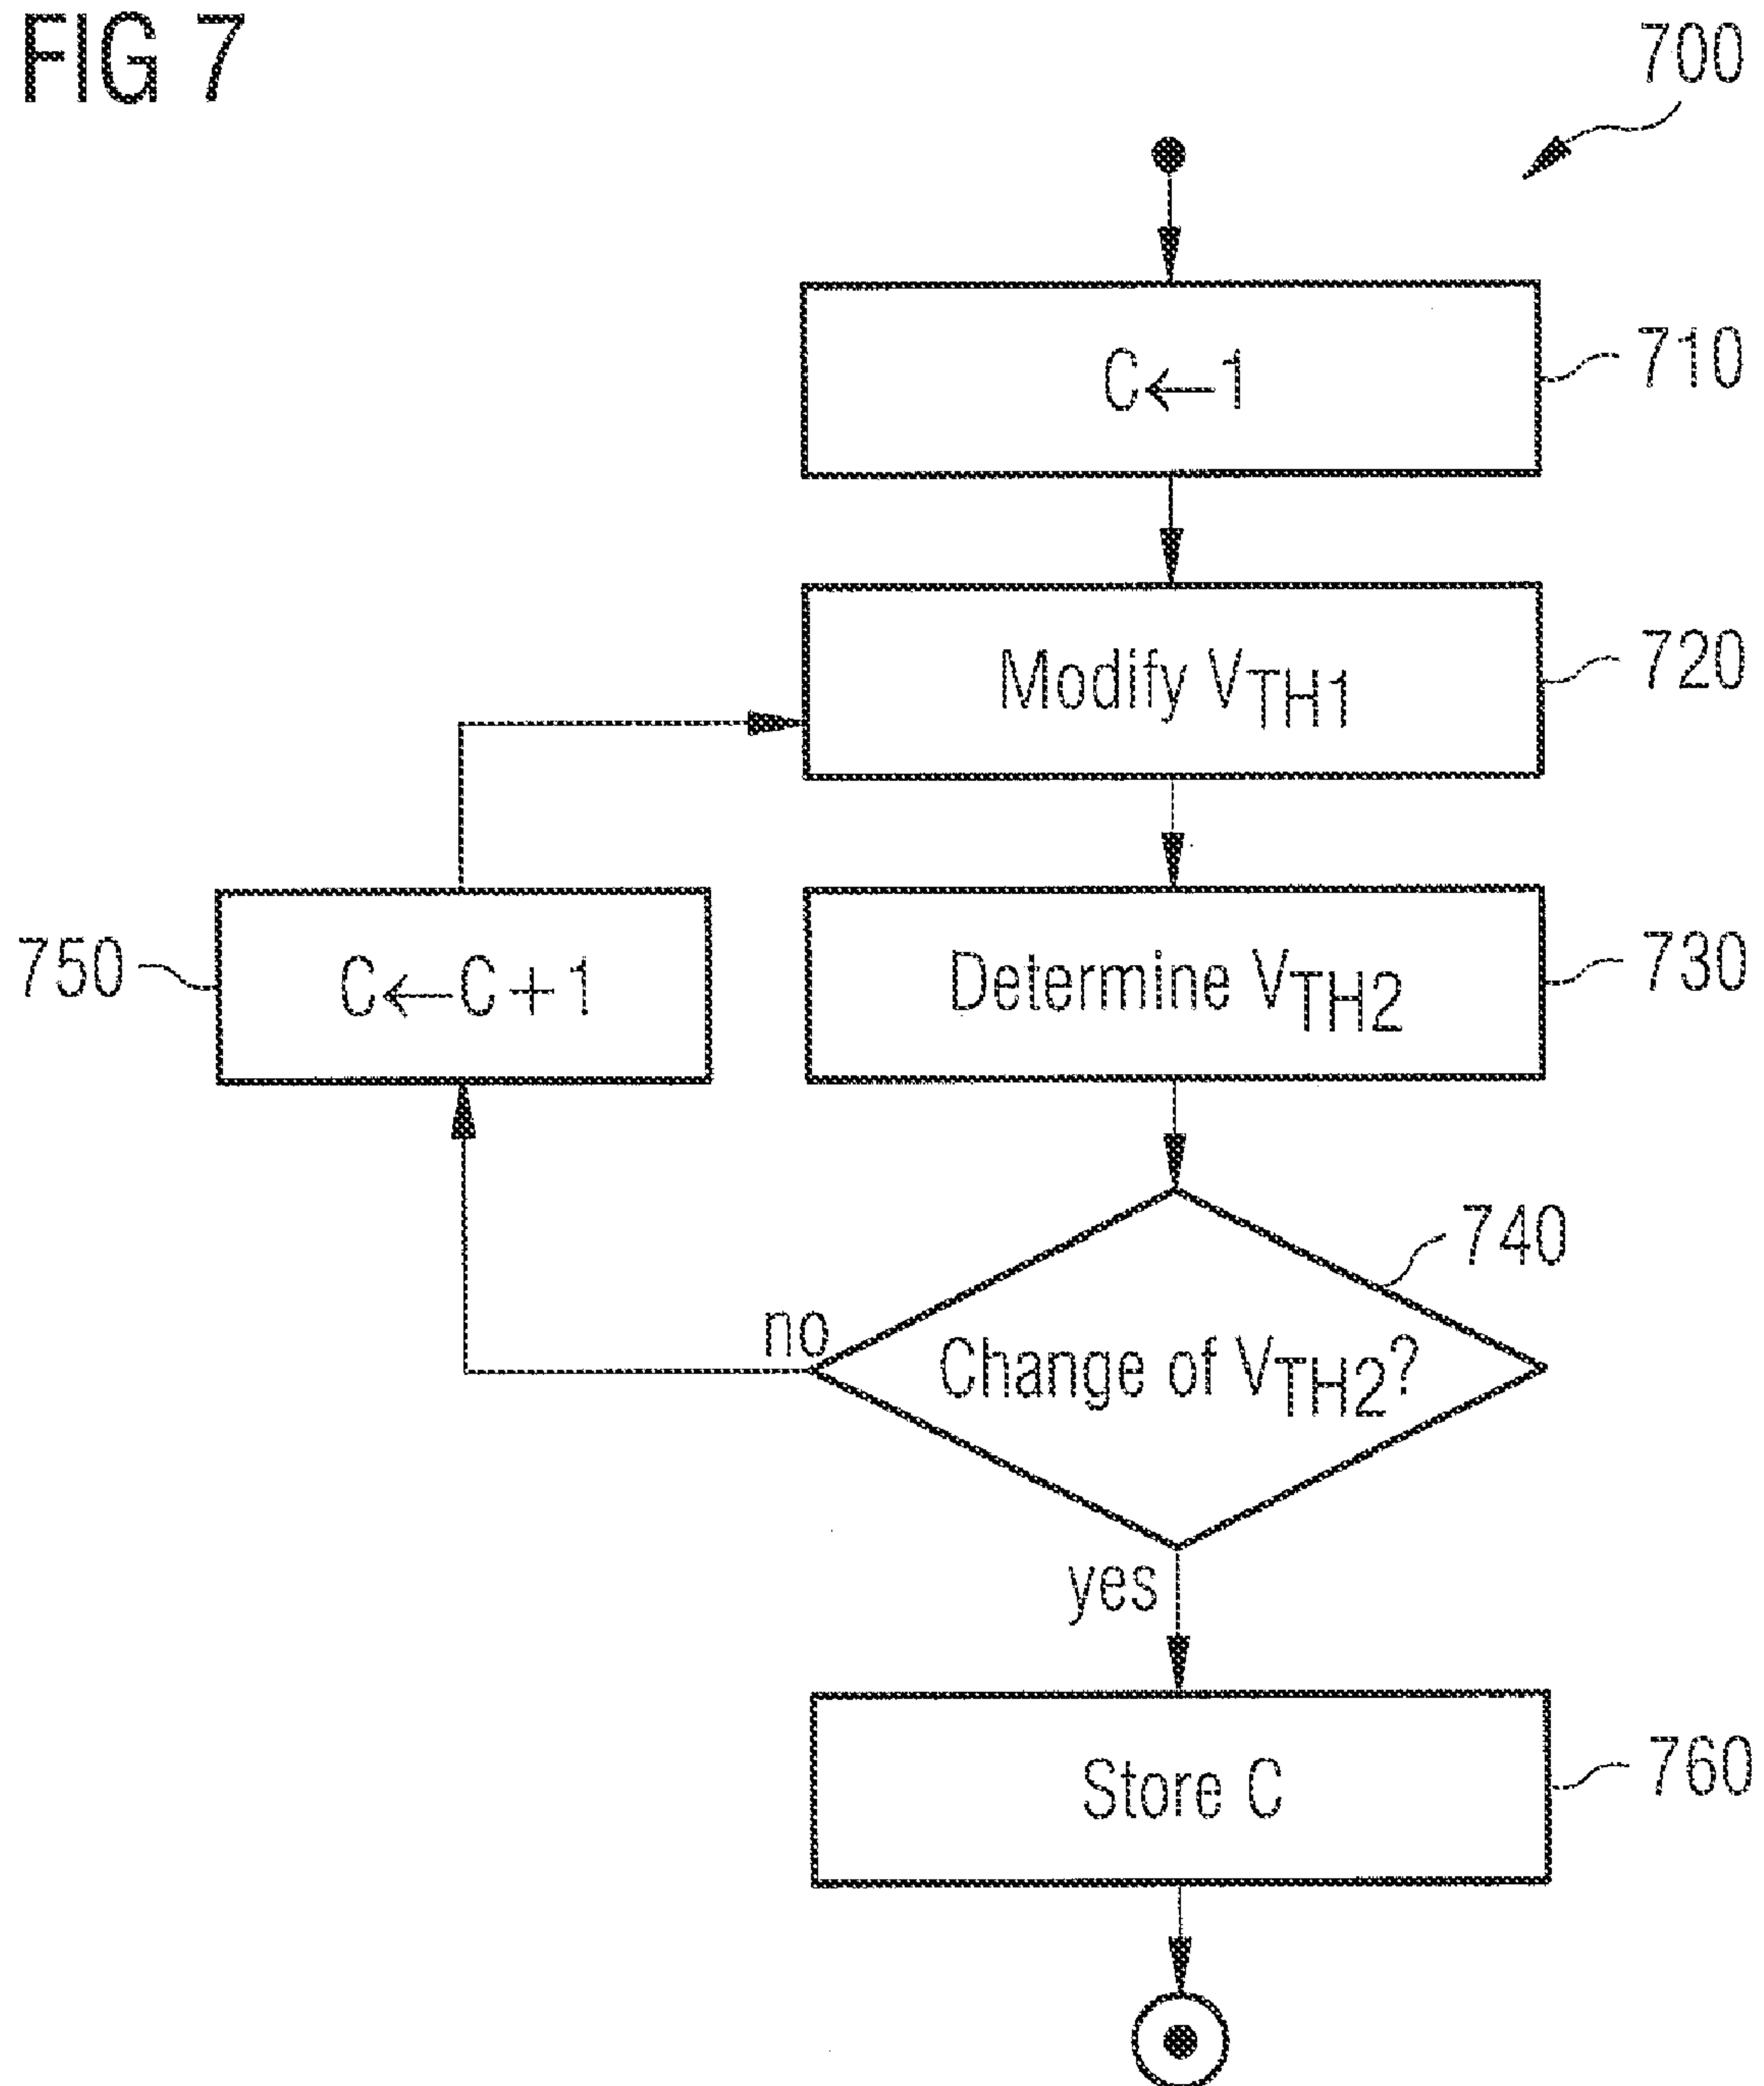 FIG 7
700
C←1
710
Modify VTH1
720
750
C←C+1
Determine VTH2
730
740
no
Change of VTH2?
yes
Store C
760